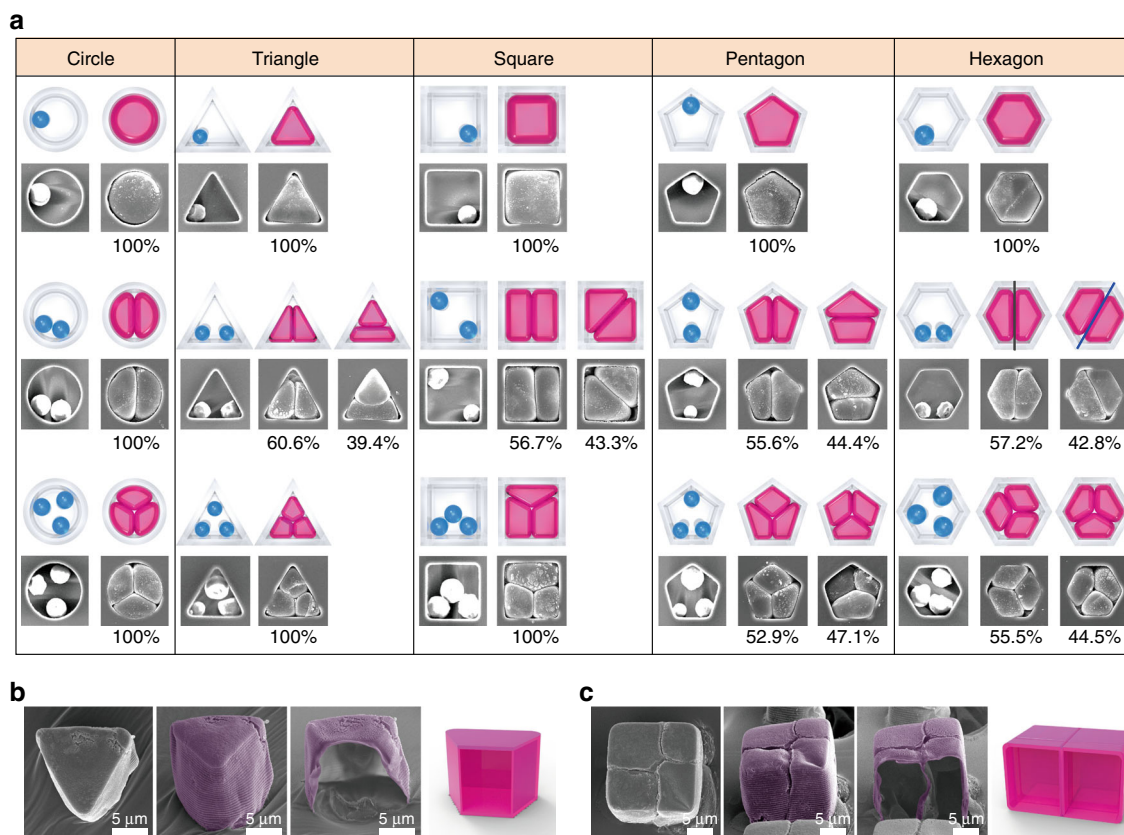 a
Circle Triangle Square Pentagon Hexagon
100% 100% 100% 100% 100%
100% 60.6% 39.4% 56.7% 43.3% 55.6% 44.4% 57.2% 42.8%
100% 100% 100% 52.9% 47.1% 55.5% 44.5%
b c
5 μm 5 μm 5 μm 5 μm 5 μm 5 μm